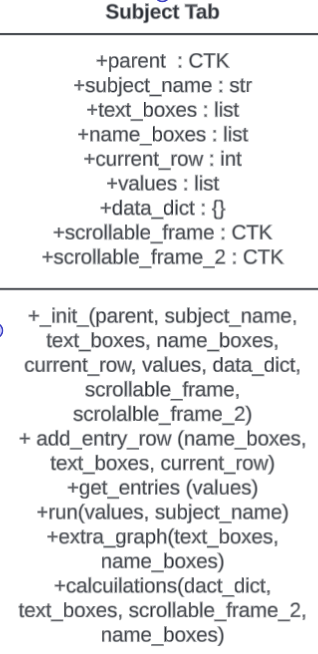 Subject Tab
+parent : CTK
+subject_name : str
+text_boxes : list
+name_boxes : list
+current_row : int
+values : list
+data_dict : {}
+scrollable_frame : CTK
+scrollable_frame_2 : CTK
+_init_(parent, subject_name,
text_boxes, name_boxes,
current_row, values, data_dict,
scrollable_frame,
scrolalble_frame_2)
+ add_entry_row (name_boxes,
text_boxes, current_row)
+get_entries (values)
+run(values, subject_name)
+extra_graph(text_boxes,
name_boxes)
+calcuilations(dact_dict,
text_boxes, scrollable_frame_2,
name_boxes)